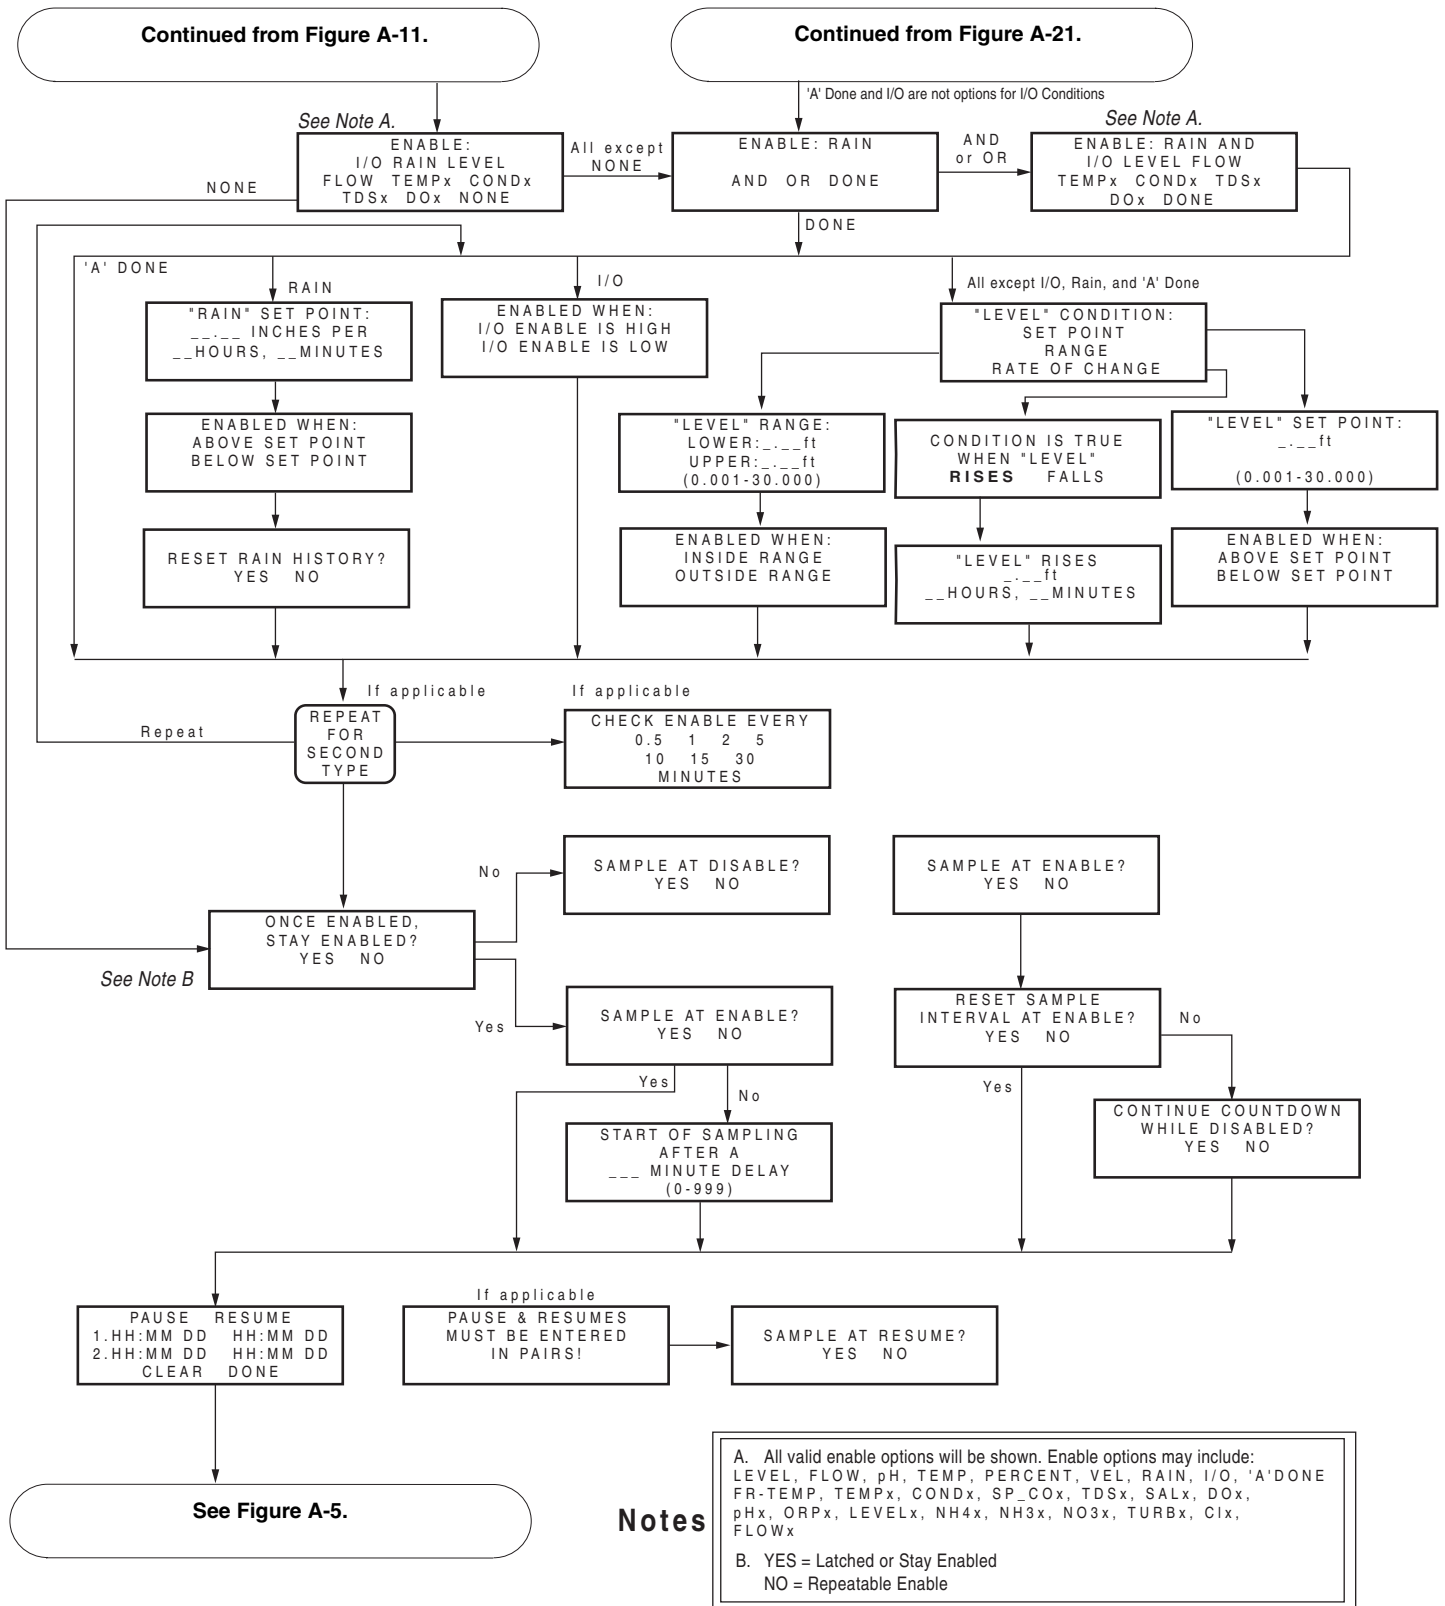 Continued from Figure A-11.
Continued from Figure A-21.
'A' Done and I/O are not options for I/O Conditions
See Note A.
ENABLE:
I/O RAIN LEVEL
FLOW TEMPx CONDx
TDSx DOx NONE
NONE
All except
NONE
ENABLE: RAIN
AND OR DONE
AND
or OR
See Note A.
ENABLE: RAIN AND
I/O LEVEL FLOW
TEMPx CONDx TDSx
DOx DONE
DONE
'A' DONE
RAIN
I/O
All except I/O, Rain, and 'A' Done
"RAIN" SET POINT:
__.__ INCHES PER
__HOURS, __MINUTES
ENABLED WHEN:
I/O ENABLE IS HIGH
I/O ENABLE IS LOW
"LEVEL" CONDITION:
SET POINT
RANGE
RATE OF CHANGE
ENABLED WHEN:
ABOVE SET POINT
BELOW SET POINT
"LEVEL" RANGE:
LOWER:_.__ft
UPPER:_.__ft
(0.001-30.000)
CONDITION IS TRUE
WHEN "LEVEL"
RISES FALLS
"LEVEL" SET POINT:
_.__ft
(0.001-30.000)
RESET RAIN HISTORY?
YES NO
ENABLED WHEN:
INSIDE RANGE
OUTSIDE RANGE
"LEVEL" RISES
_.__ft
__HOURS, __MINUTES
ENABLED WHEN:
ABOVE SET POINT
BELOW SET POINT
If applicable
If applicable
Repeat
REPEAT
FOR
SECOND
TYPE
CHECK ENABLE EVERY
0.5 1 2 5
10 15 30
MINUTES
No
SAMPLE AT DISABLE?
YES NO
SAMPLE AT ENABLE?
YES NO
ONCE ENABLED,
STAY ENABLED?
YES NO
See Note B
Yes
SAMPLE AT ENABLE?
YES NO
RESET SAMPLE
INTERVAL AT ENABLE?
YES NO
No
Yes
No
Yes
START OF SAMPLING
AFTER A
___ MINUTE DELAY
(0-999)
CONTINUE COUNTDOWN
WHILE DISABLED?
YES NO
If applicable
PAUSE RESUME
1.HH:MM DD HH:MM DD
2.HH:MM DD HH:MM DD
CLEAR DONE
PAUSE & RESUMES
MUST BE ENTERED
IN PAIRS!
SAMPLE AT RESUME?
YES NO
See Figure A-5.
Notes
A. All valid enable options will be shown. Enable options may include:
LEVEL, FLOW, pH, TEMP, PERCENT, VEL, RAIN, I/O, 'A'DONE
FR-TEMP, TEMPx, CONDx, SP_COx, TDSx, SALx, DOx,
pHx, ORPx, LEVELx, NH4x, NH3x, NO3x, TURBx, Clx,
FLOWx
B. YES = Latched or Stay Enabled
NO = Repeatable Enable